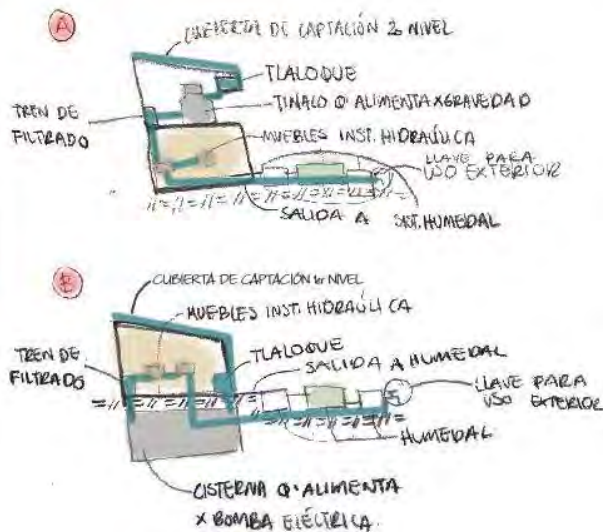 A
CUBIERTA DE CAPTACIÓN 2o NIVEL
TLALOQUE
TREN DE
FILTRADO
TINACO Q' ALIMENTA X GRAVEDAD
MUEBLES INST. HIDRAÚLICA
LLAVE PARA
USO EXTERIOR
SALIDA A SIST. HUMEDAL
B
CUBIERTA DE CAPTACIÓN 1er NIVEL
MUEBLES INST. HIDRAÚLICA
TREN DE
FILTRADO
TLALOQUE
SALIDA A HUMEDAL
LLAVE PARA
USO EXTERIOR
HUMEDAL
CISTERNA Q' ALIMENTA
X BOMBA ELÉCTRICA.